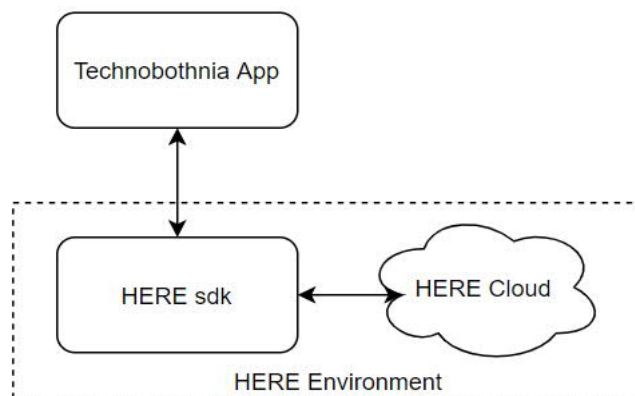 Technobothnia App
HERE sdk
HERE Cloud
HERE Environment